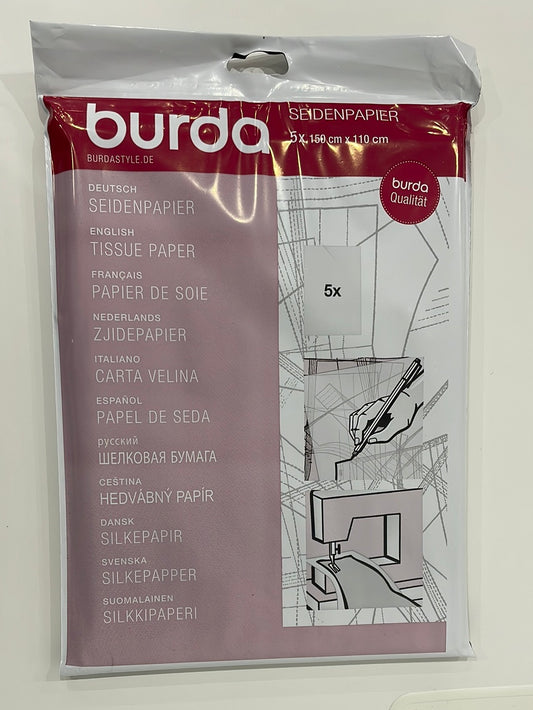 burda
BURDASTYLE.DE
SEIDENPAPIER
5x 150 cm x 110 cm
burda
Qualität
5x
DEUTSCH
SEIDENPAPIER
ENGLISH
TISSUE PAPER
FRANÇAIS
PAPIER DE SOIE
NEDERLANDS
ZJIDEPAPIER
ITALIANO
CARTA VELINA
ESPAÑOL
PAPEL DE SEDA
русский
ШЕЛКОВАЯ БУМАГА
ČEŠTINA
HEDVÁBNÝ PAPÍR
DANSK
SILKEPAPIR
SVENSKA
SILKEPAPPER
SUOMALAINEN
SILKKIPAPERI